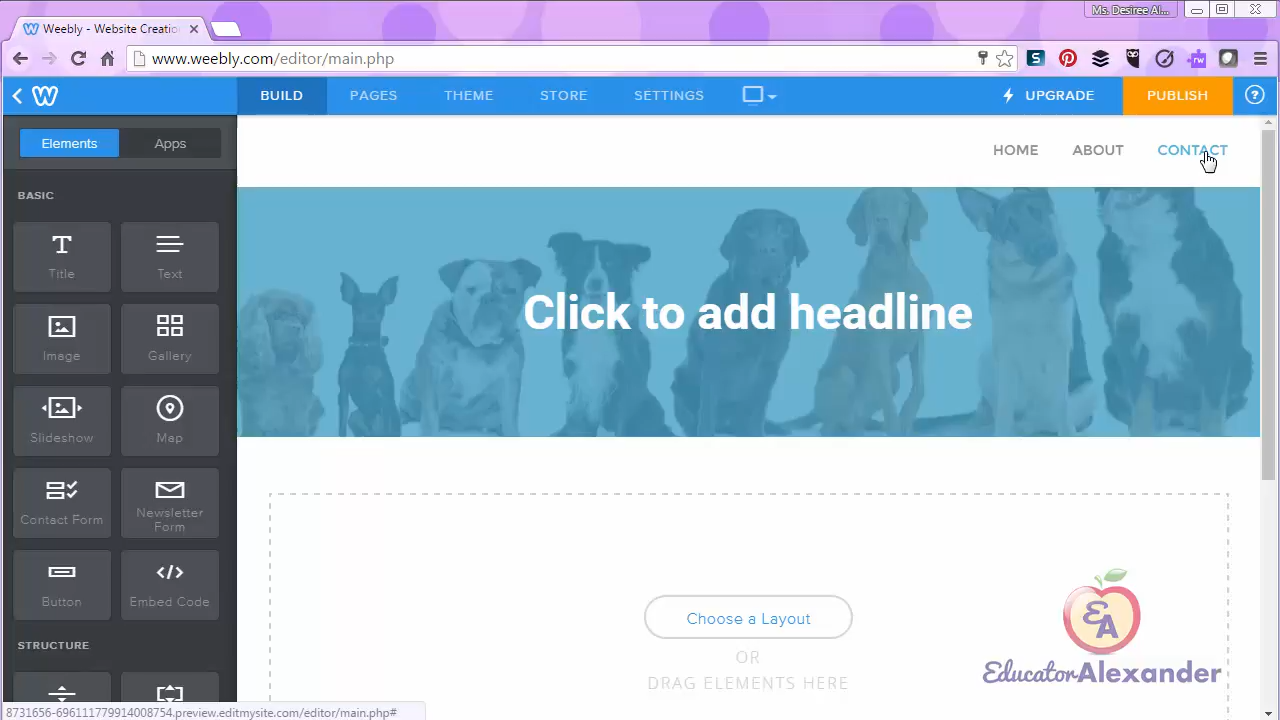 Ms. Desiree Al...
Weebly - Website Creatio
www.weebly.com/editor/main.php
BUILD
PAGES
THEME
STORE
SETTINGS
UPGRADE
PUBLISH
Elements
Apps
HOME
ABOUT
CONTACT
BASIC
Title
Text
Image
Gallery
Slideshow
Map
Contact Form
Newsletter
Form
Button
Embed Code
STRUCTURE
Click to add headline
Choose a Layout
OR
DRAG ELEMENTS HERE
EA
EducatorAlexander
8731656-696111779914008754.preview.editmysite.com/editor/main.php#